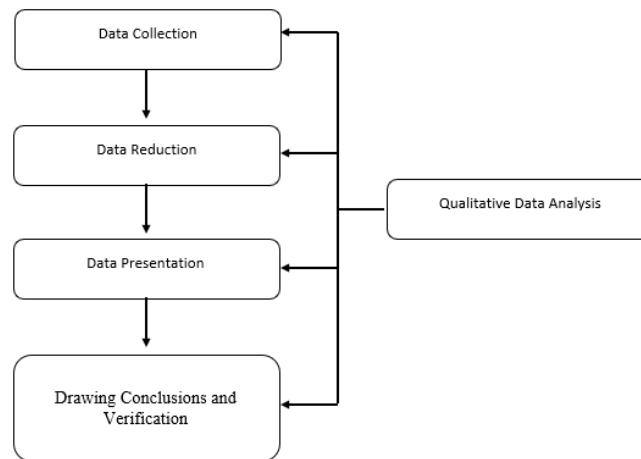 Data Collection
Data Reduction
Qualitative Data Analysis
Data Presentation
Drawing Conclusions and
Verification